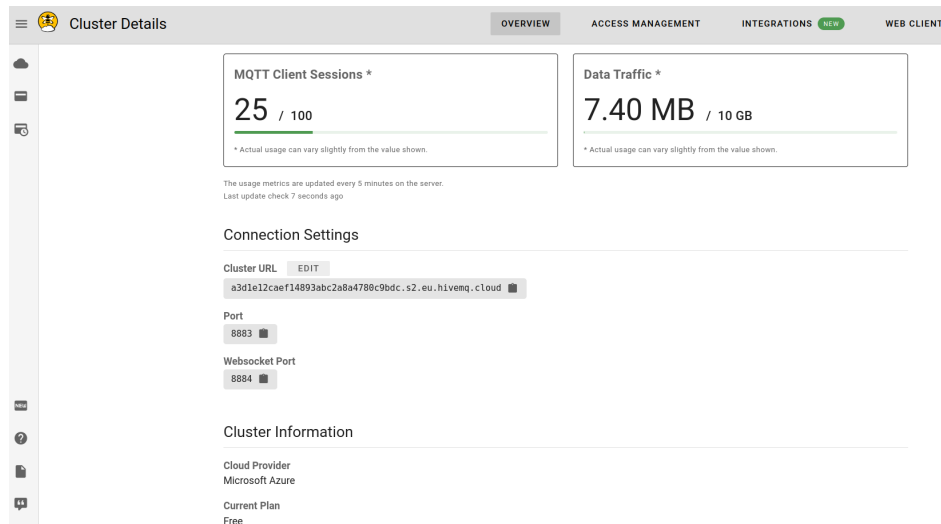 Cluster Details
OVERVIEW
ACCESS MANAGEMENT
INTEGRATIONS NEW
WEB CLIENT
MQTT Client Sessions *
25 / 100
* Actual usage can vary slightly from the value shown.
Data Traffic *
7.40 MB / 10 GB
* Actual usage can vary slightly from the value shown.
The usage metrics are updated every 5 minutes on the server.
Last update check 7 seconds ago
Connection Settings
Cluster URL EDIT
a3d1e12caef14893abc2a8a4780c9bdc.s2.eu.hivemq.cloud
Port
8883
Websocket Port
8884
NEW
Cluster Information
Cloud Provider
Microsoft Azure
Current Plan
Free